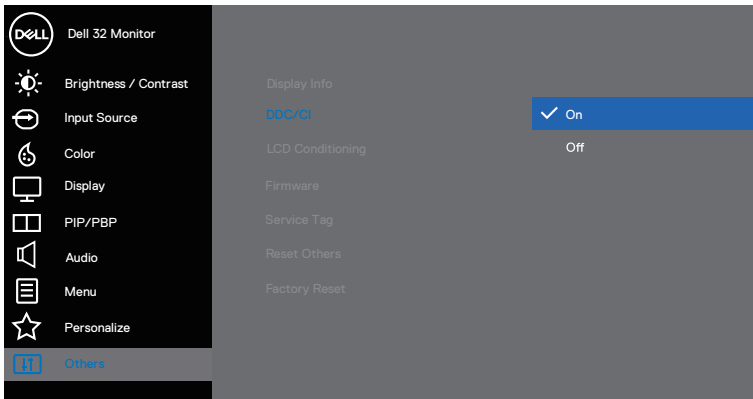 DELL Dell 32 Monitor
Brightness / Contrast
Display Info
Input Source
DDC/CI
On
Color
LCD Conditioning
Off
Display
Firmware
PIP/PBP
Service Tag
Audio
Reset Others
Menu
Factory Reset
Personalize
Others